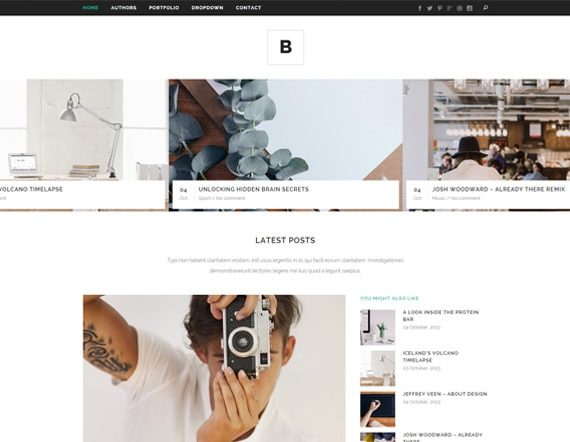 HOME AUTHORS PORTFOLIO DROPDOWN CONTACT
B
VOLCANO TIMELAPSE
04 UNLOCKING HIDDEN BRAIN SECRETS
Oct Sport / No comment
04 JOSH WOODWARD – ALREADY THERE REMIX
Oct Music / No comment
LATEST POSTS
Typi non habent claritatem insitam; est usus legentis in iis qui facit eorum claritatem. Investigationes
demonstraverunt lectores legere me lius quod ii legunt saepius.
YOU MIGHT ALSO LIKE
A LOOK INSIDE THE PROTEIN
BAR
04 October, 2013
ICELAND'S VOLCANO
TIMELAPSE
03 October, 2013
JEFFREY VEEN – ABOUT DESIGN
04 October, 2013
JOSH WOODWARD – ALREADY
THERE REMIX